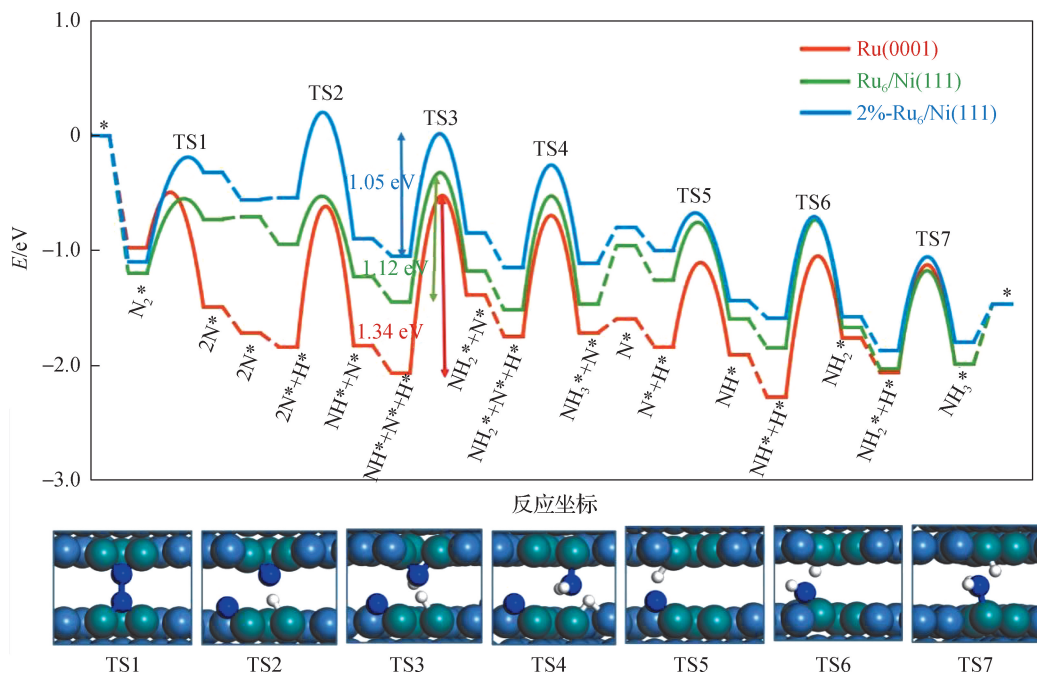 1.0
0
-1.0
-2.0
-3.0
E/eV
Ru(0001)
Ru₆/Ni(111)
2%-Ru₆/Ni(111)
*
TS1
TS2
TS3
TS4
TS5
TS6
TS7
*
1.05 eV
1.12 eV
1.34 eV
N₂*
2N*
2N*
2N*+H*
NH*+N*
NH*+N*+H*
NH₂*+N*
NH₂*+N*+H*
NH₃*+N*
N*
N*+H*
NH*
NH*+H*
NH₂*
NH₂*+H*
NH₃*
反应坐标
TS1
TS2
TS3
TS4
TS5
TS6
TS7